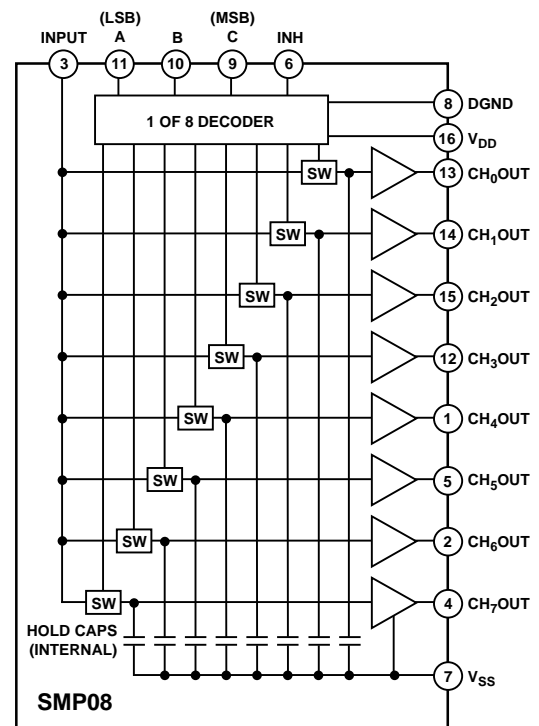 (LSB) (MSB)
INPUT A B C INH
3 11 10 9 6
8 DGND
1 OF 8 DECODER
16 VDD
SW 13 CH0OUT
SW 14 CH1OUT
SW 15 CH2OUT
SW 12 CH3OUT
SW 1 CH4OUT
SW 5 CH5OUT
SW 2 CH6OUT
SW 4 CH7OUT
HOLD CAPS
(INTERNAL)
7 VSS
SMP08